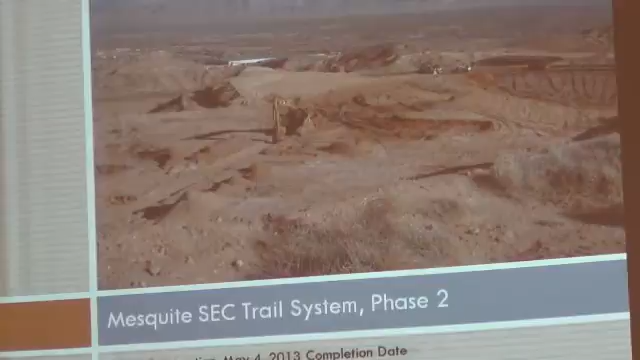 Mesquite SEC Trail System, Phase 2
May 4, 2013 Completion Date